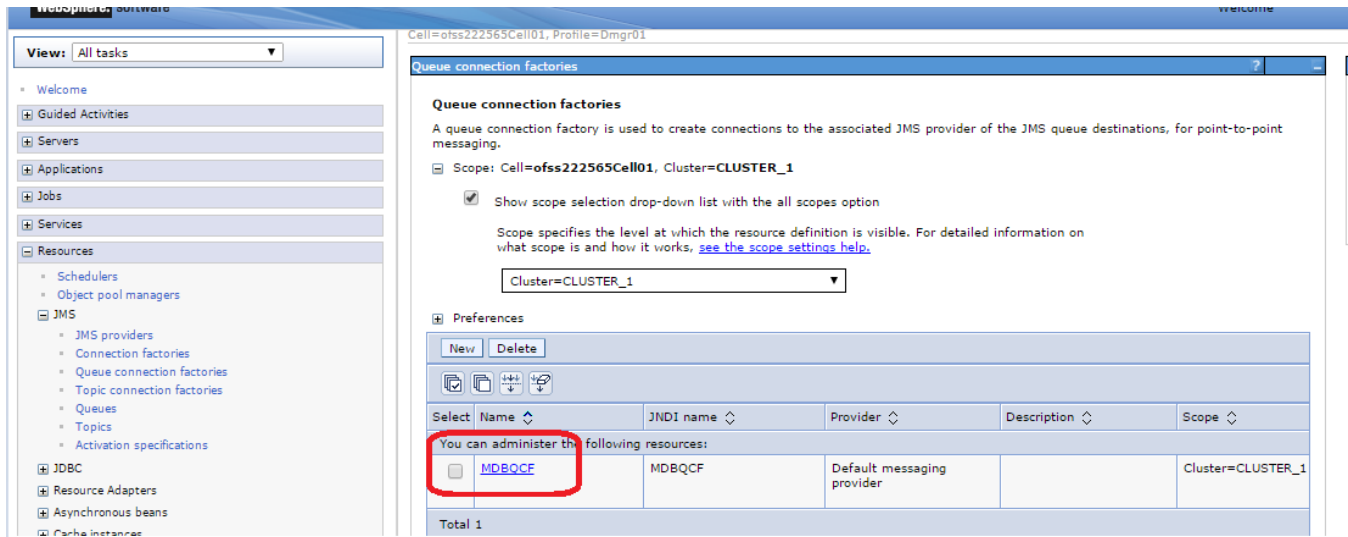 WebSphere. software
Welcome
View: All tasks
Welcome
Guided Activities
Servers
Applications
Jobs
Services
Resources
Schedulers
Object pool managers
JMS
JMS providers
Connection factories
Queue connection factories
Topic connection factories
Queues
Topics
Activation specifications
JDBC
Resource Adapters
Asynchronous beans
Cache instances
Cell=ofss222565Cell01, Profile=Dmgr01
Queue connection factories
?
Queue connection factories
A queue connection factory is used to create connections to the associated JMS provider of the JMS queue destinations, for point-to-point
messaging.
Scope: Cell=ofss222565Cell01, Cluster=CLUSTER_1
Show scope selection drop-down list with the all scopes option
Scope specifies the level at which the resource definition is visible. For detailed information on
what scope is and how it works, see the scope settings help.
Cluster=CLUSTER_1
Preferences
New Delete
Select Name JNDI name Provider Description Scope
You can administer the following resources:
MDBQCF MDBQCF Default messaging Cluster=CLUSTER_1
provider
Total 1